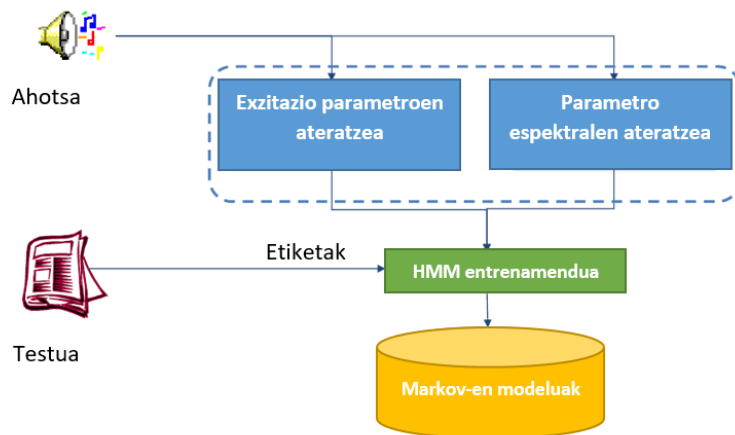 Ahotsa
Exzitazio parametroen
ateratzea
Parametro
espektralen ateratzea
Etiketak
HMM entrenamendua
Testua
Markov-en modeluak